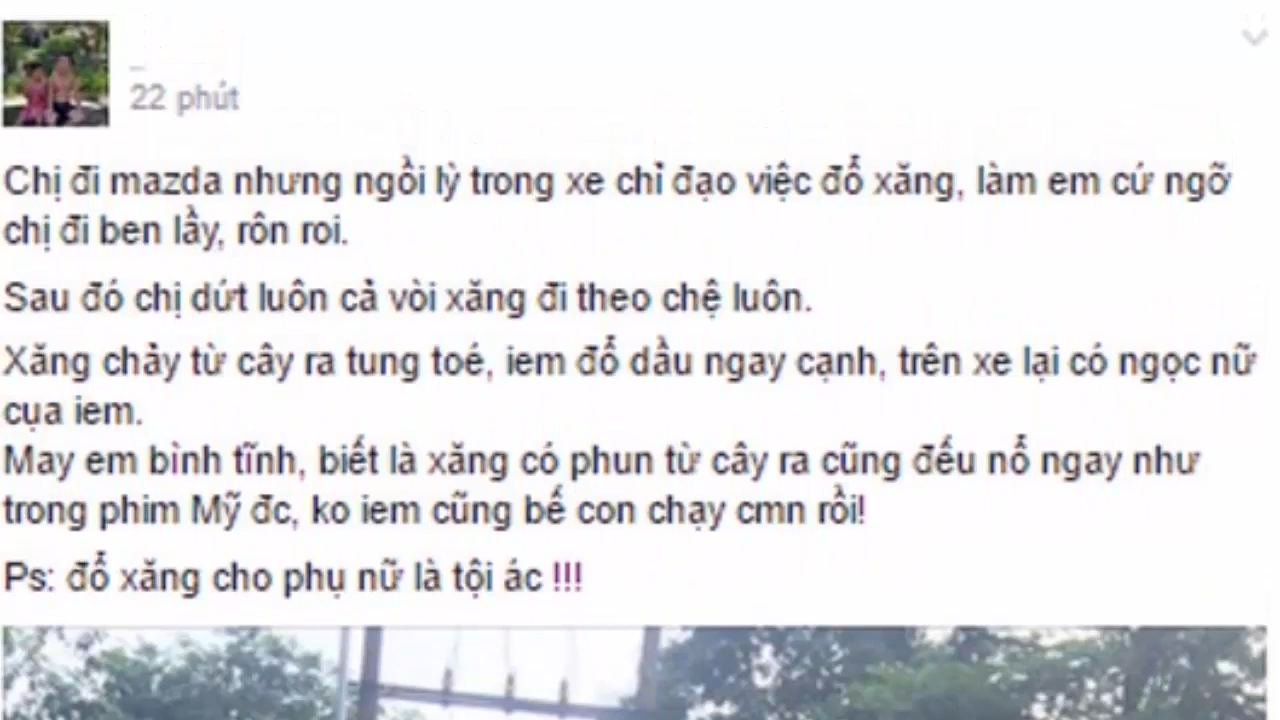 22 phút
Chị đi mazda nhưng ngồi lỳ trong xe chỉ đạo việc đổ xăng, làm em cứ ngỡ
chị đi ben lầy, rôn roi.
Sau đó chị dứt luôn cả vòi xăng đi theo chệ luôn.
Xăng chảy từ cây ra tung toé, iem đổ dầu ngay cạnh, trên xe lại có ngọc nữ
cụa iem.
May em bình tĩnh, biết là xăng có phun từ cây ra cũng đếu nổ ngay như
trong phim Mỹ đc, ko iem cũng bế con chạy cmn rồi!
Ps: đổ xăng cho phụ nữ là tội ác !!!